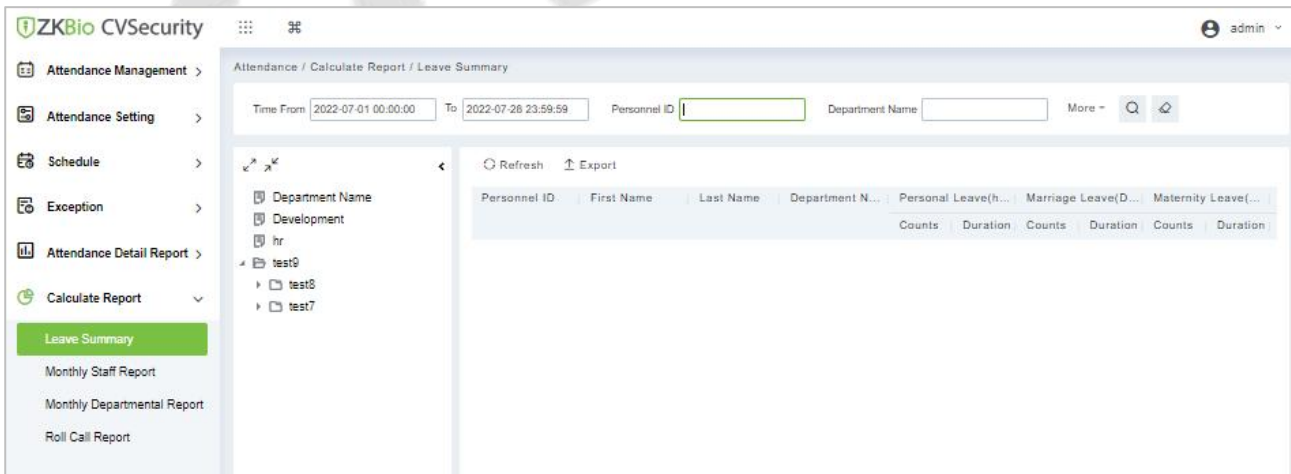 ZKBio CVSecurity
admin
Attendance Management
Attendance Setting
Schedule
Exception
Attendance Detail Report
Calculate Report
Leave Summary
Monthly Staff Report
Monthly Departmental Report
Roll Call Report
Attendance / Calculate Report / Leave Summary
Time From 2022-07-01 00:00:00 To 2022-07-28 23:59:59 Personnel ID Department Name More
Department Name
Development
hr
test9
test8
test7
Refresh Export
Personnel ID First Name Last Name Department N... Personal Leave(h... Marriage Leave(D... Maternity Leave(...
Counts Duration Counts Duration Counts Duration